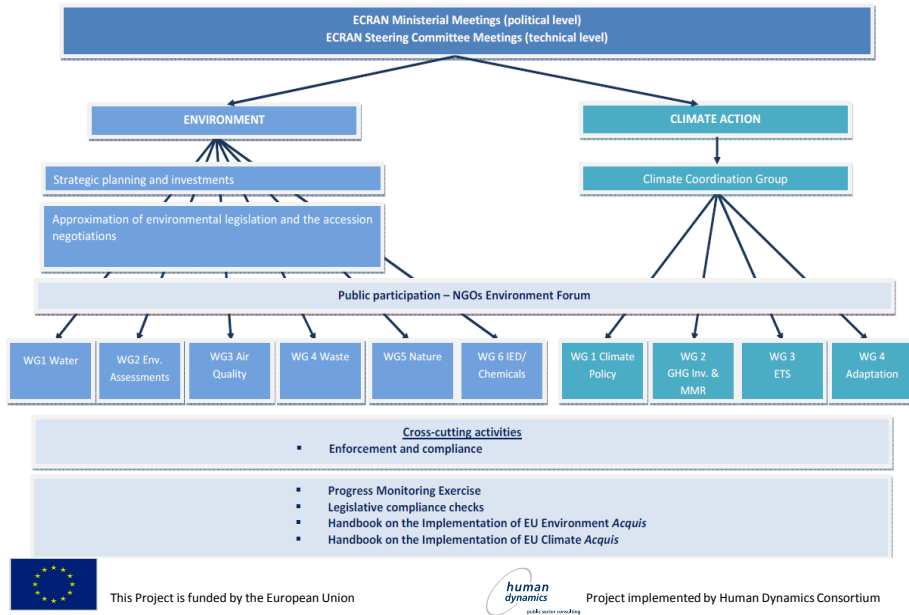 ECRAN Ministerial Meetings (political level)
ECRAN Steering Committee Meetings (technical level)
ENVIRONMENT
CLIMATE ACTION
Strategic planning and investments
Climate Coordination Group
Approximation of environmental legislation and the accession
negotiations
Public participation – NGOs Environment Forum
WG1 Water
WG2 Env.
Assessments
WG3 Air
Quality
WG 4 Waste
WG5 Nature
WG 6 IED/
Chemicals
WG 1 Climate
Policy
WG 2
GHG Inv. &
MMR
WG 3
ETS
WG 4
Adaptation
Cross-cutting activities
▪ Enforcement and compliance
▪ Progress Monitoring Exercise
▪ Legislative compliance checks
▪ Handbook on the Implementation of EU Environment Acquis
▪ Handbook on the Implementation of EU Climate Acquis
This Project is funded by the European Union
human
dynamics
public sector consulting
Project implemented by Human Dynamics Consortium